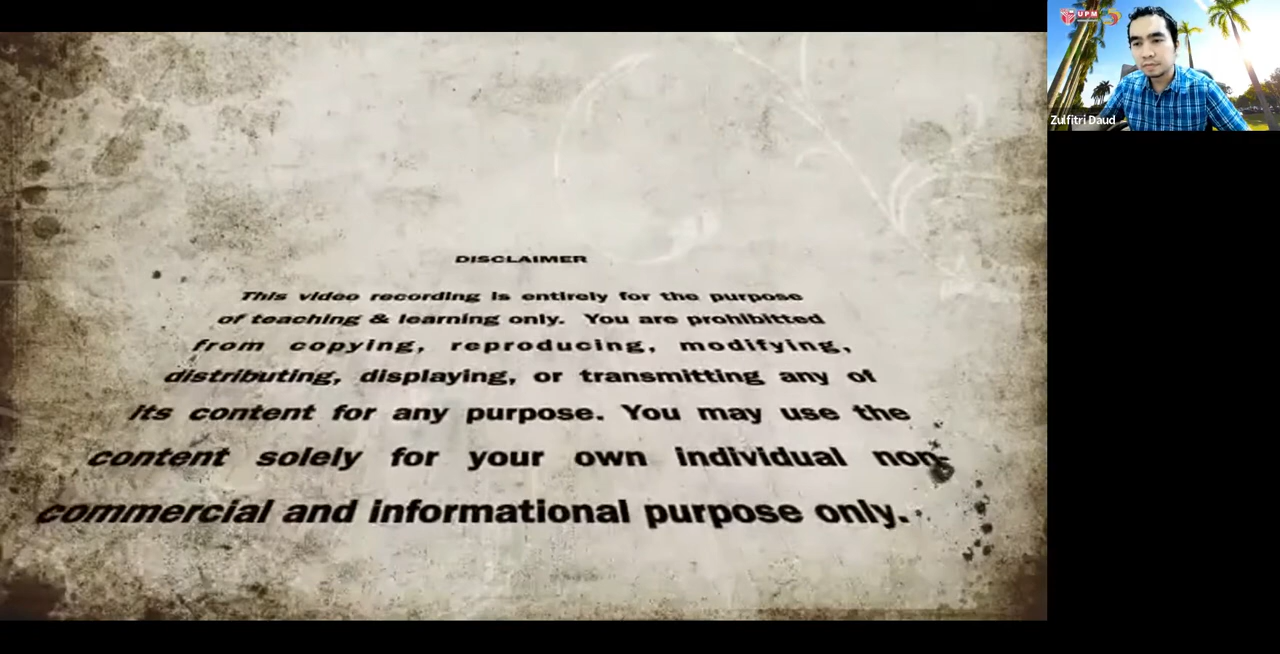 UPM
Zulfitri Daud
DISCLAIMER
This video recording is entirely for the purpose
of teaching & learning only. You are prohibitted
from copying, reproducing, modifying,
distributing, displaying, or transmitting any of
its content for any purpose. You may use the
content solely for your own individual non-
commercial and informational purpose only.